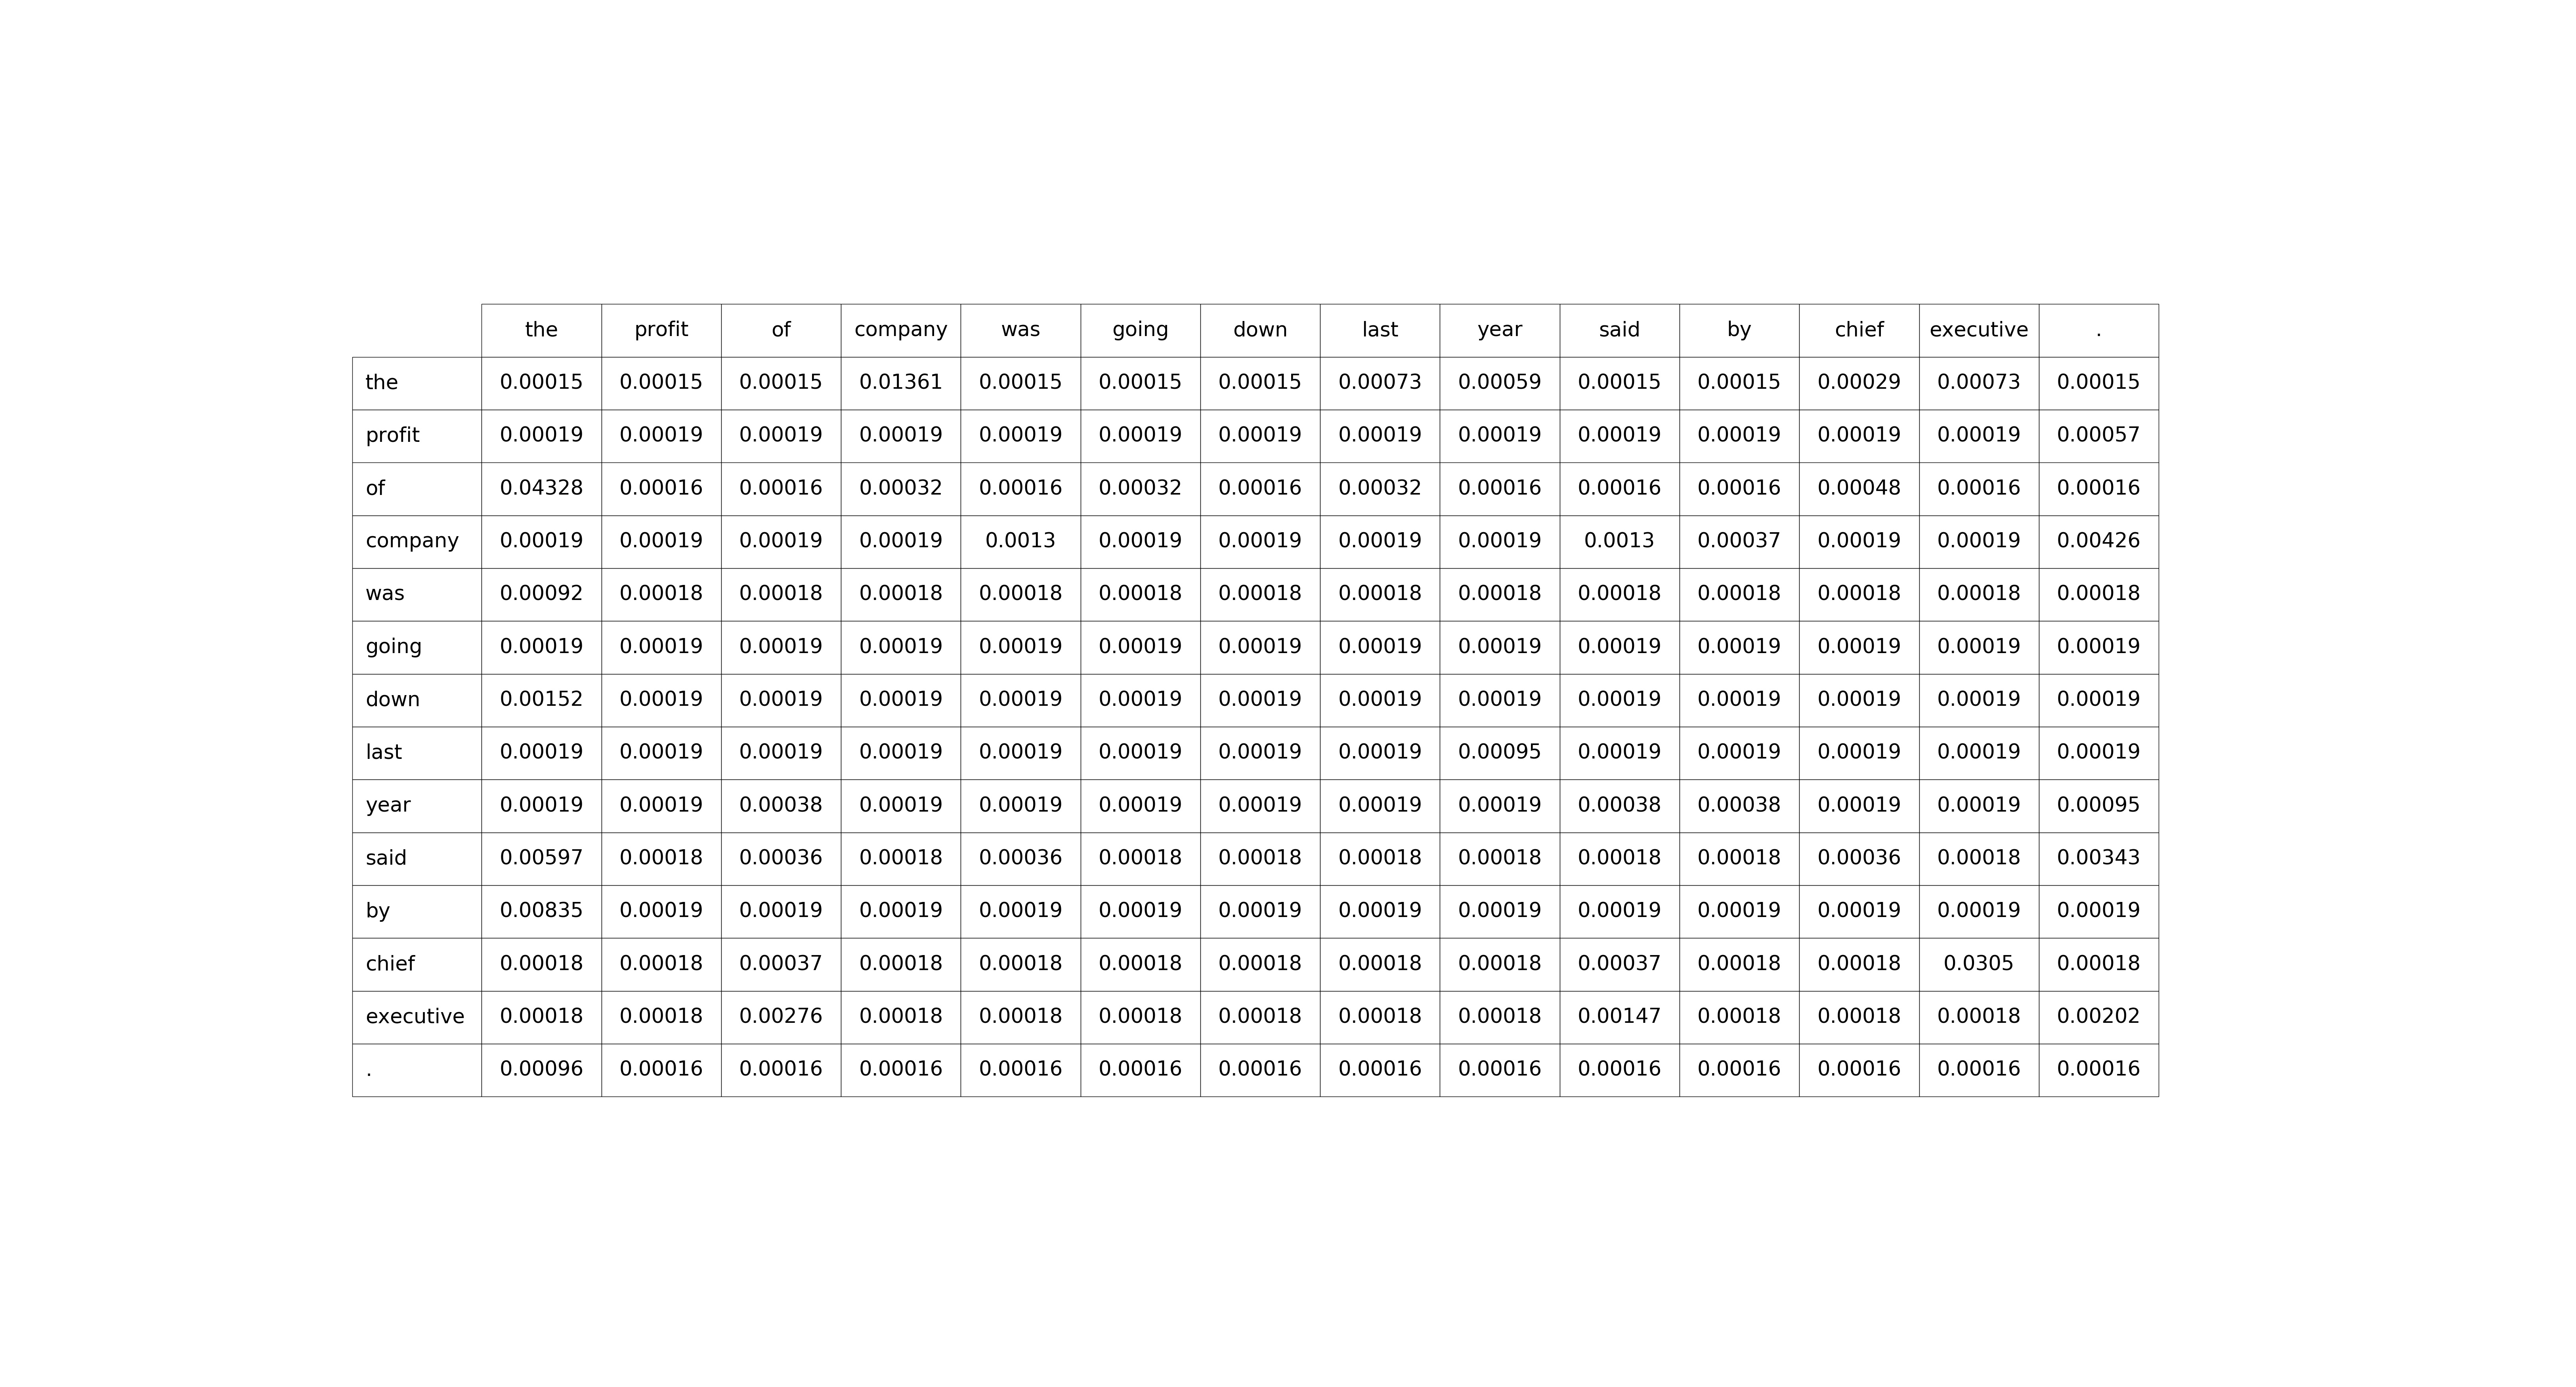 the profit of company was going down last year said by chief executive .
the 0.00015 0.00015 0.00015 0.01361 0.00015 0.00015 0.00015 0.00073 0.00059 0.00015 0.00015 0.00029 0.00073 0.00015
profit 0.00019 0.00019 0.00019 0.00019 0.00019 0.00019 0.00019 0.00019 0.00019 0.00019 0.00019 0.00019 0.00019 0.00057
of 0.04328 0.00016 0.00016 0.00032 0.00016 0.00032 0.00016 0.00032 0.00016 0.00016 0.00016 0.00048 0.00016 0.00016
company 0.00019 0.00019 0.00019 0.00019 0.0013 0.00019 0.00019 0.00019 0.00019 0.0013 0.00037 0.00019 0.00019 0.00426
was 0.00092 0.00018 0.00018 0.00018 0.00018 0.00018 0.00018 0.00018 0.00018 0.00018 0.00018 0.00018 0.00018 0.00018
going 0.00019 0.00019 0.00019 0.00019 0.00019 0.00019 0.00019 0.00019 0.00019 0.00019 0.00019 0.00019 0.00019 0.00019
down 0.00152 0.00019 0.00019 0.00019 0.00019 0.00019 0.00019 0.00019 0.00019 0.00019 0.00019 0.00019 0.00019 0.00019
last 0.00019 0.00019 0.00019 0.00019 0.00019 0.00019 0.00019 0.00019 0.00095 0.00019 0.00019 0.00019 0.00019 0.00019
year 0.00019 0.00019 0.00038 0.00019 0.00019 0.00019 0.00019 0.00019 0.00019 0.00038 0.00038 0.00019 0.00019 0.00095
said 0.00597 0.00018 0.00036 0.00018 0.00036 0.00018 0.00018 0.00018 0.00018 0.00018 0.00018 0.00036 0.00018 0.00343
by 0.00835 0.00019 0.00019 0.00019 0.00019 0.00019 0.00019 0.00019 0.00019 0.00019 0.00019 0.00019 0.00019 0.00019
chief 0.00018 0.00018 0.00037 0.00018 0.00018 0.00018 0.00018 0.00018 0.00018 0.00037 0.00018 0.00018 0.0305 0.00018
executive 0.00018 0.00018 0.00276 0.00018 0.00018 0.00018 0.00018 0.00018 0.00018 0.00147 0.00018 0.00018 0.00018 0.00202
. 0.00096 0.00016 0.00016 0.00016 0.00016 0.00016 0.00016 0.00016 0.00016 0.00016 0.00016 0.00016 0.00016 0.00016